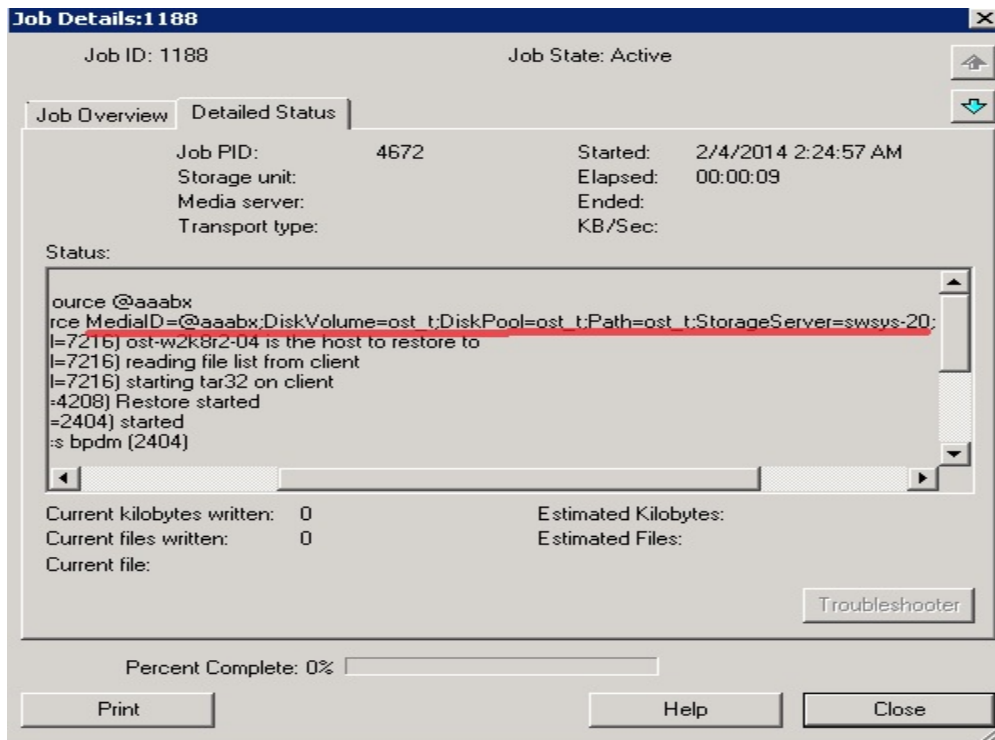 Job Details:1188
Job ID: 1188 Job State: Active
Job Overview Detailed Status
Job PID: 4672 Started: 2/4/2014 2:24:57 AM
Storage unit: Elapsed: 00:00:09
Media server: Ended:
Transport type: KB/Sec:
Status:
ource @aaabx
rce MediaID=@aaabx;DiskVolume=ost_t;DiskPool=ost_t;Path=ost_t;StorageServer=swsys-20;
l=7216) ost-w2k8r2-04 is the host to restore to
l=7216) reading file list from client
l=7216) starting tar32 on client
:4208) Restore started
=2404) started
:s bpdm (2404)
Current kilobytes written: 0 Estimated Kilobytes:
Current files written: 0 Estimated Files:
Current file:
Troubleshooter
Percent Complete: 0%
Print Help Close